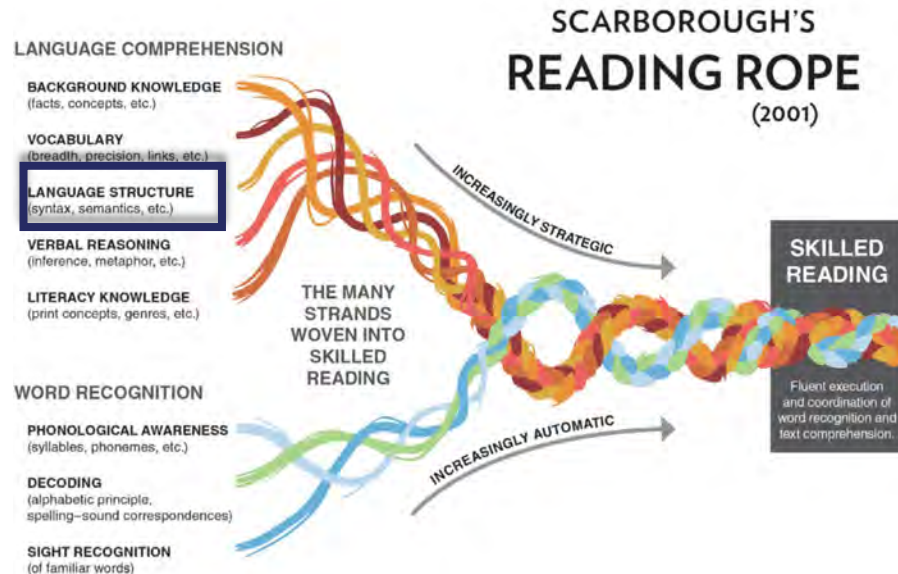 SCARBOROUGH'S
READING ROPE
(2001)
LANGUAGE COMPREHENSION
BACKGROUND KNOWLEDGE
(facts, concepts, etc.)
VOCABULARY
(breadth, precision, links, etc.)
LANGUAGE STRUCTURE
(syntax, semantics, etc.)
VERBAL REASONING
(inference, metaphor, etc.)
LITERACY KNOWLEDGE
(print concepts, genres, etc.)
THE MANY
STRANDS
WOVEN INTO
SKILLED
READING
INCREASINGLY STRATEGIC
WORD RECOGNITION
PHONOLOGICAL AWARENESS
(syllables, phonemes, etc.)
DECODING
(alphabetic principle,
spelling–sound correspondences)
SIGHT RECOGNITION
(of familiar words)
INCREASINGLY AUTOMATIC
SKILLED
READING
Fluent execution
and coordination of
word recognition and
text comprehension.